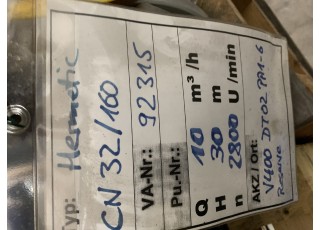 Typ: Hermetic
CN 32/160
VA-Nr.: 92315
Pu.-Nr.:
Q 10 m³/h
H 30 m
n 2800 U/min
AKZ / Ort:
V400 DT02 PA1-6
Reserve